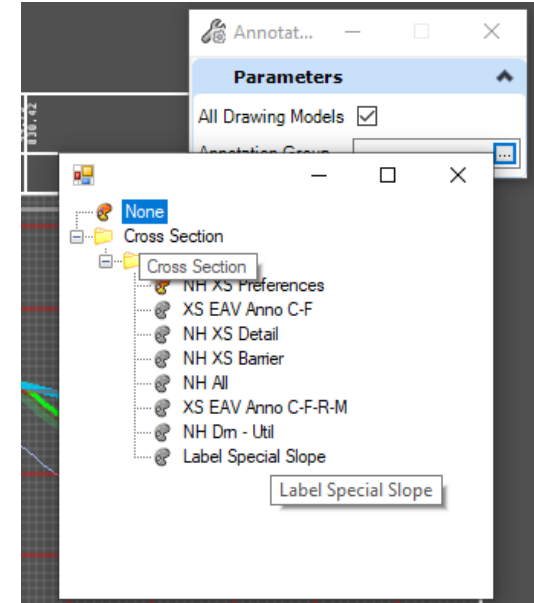 Annotat...
Parameters
830.42
All Drawing Models
Annotation Group
...
None
Cross Section
Cross Section
NH XS Preferences
XS EAV Anno C-F
NH XS Detail
NH XS Barrier
NH All
XS EAV Anno C-F-R-M
NH Drn - Util
Label Special Slope
Label Special Slope